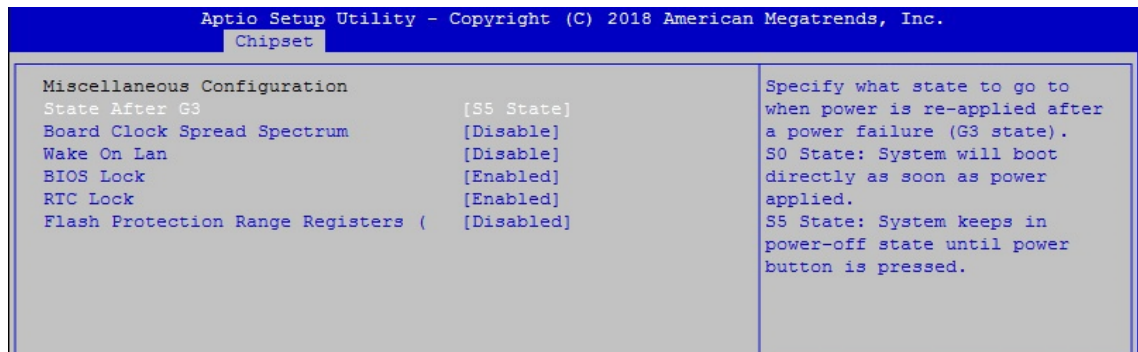 Aptio Setup Utility - Copyright (C) 2018 American Megatrends, Inc.
Chipset
Miscellaneous Configuration
State After G3 [S5 State]
Board Clock Spread Spectrum [Disable]
Wake On Lan [Disable]
BIOS Lock [Enabled]
RTC Lock [Enabled]
Flash Protection Range Registers ( [Disabled]
Specify what state to go to
when power is re-applied after
a power failure (G3 state).
S0 State: System will boot
directly as soon as power
applied.
S5 State: System keeps in
power-off state until power
button is pressed.